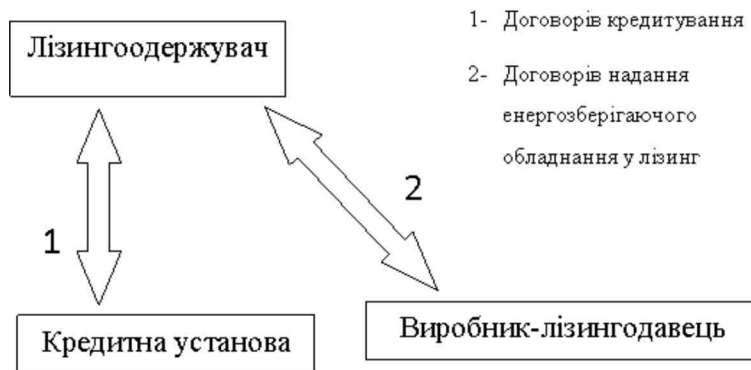 Лізингоодержувач
1- Договорів кредитування
2- Договорів надання
енергозберігаючого
обладнання у лізинг
1
2
Кредитна установа
Виробник-лізингодавець